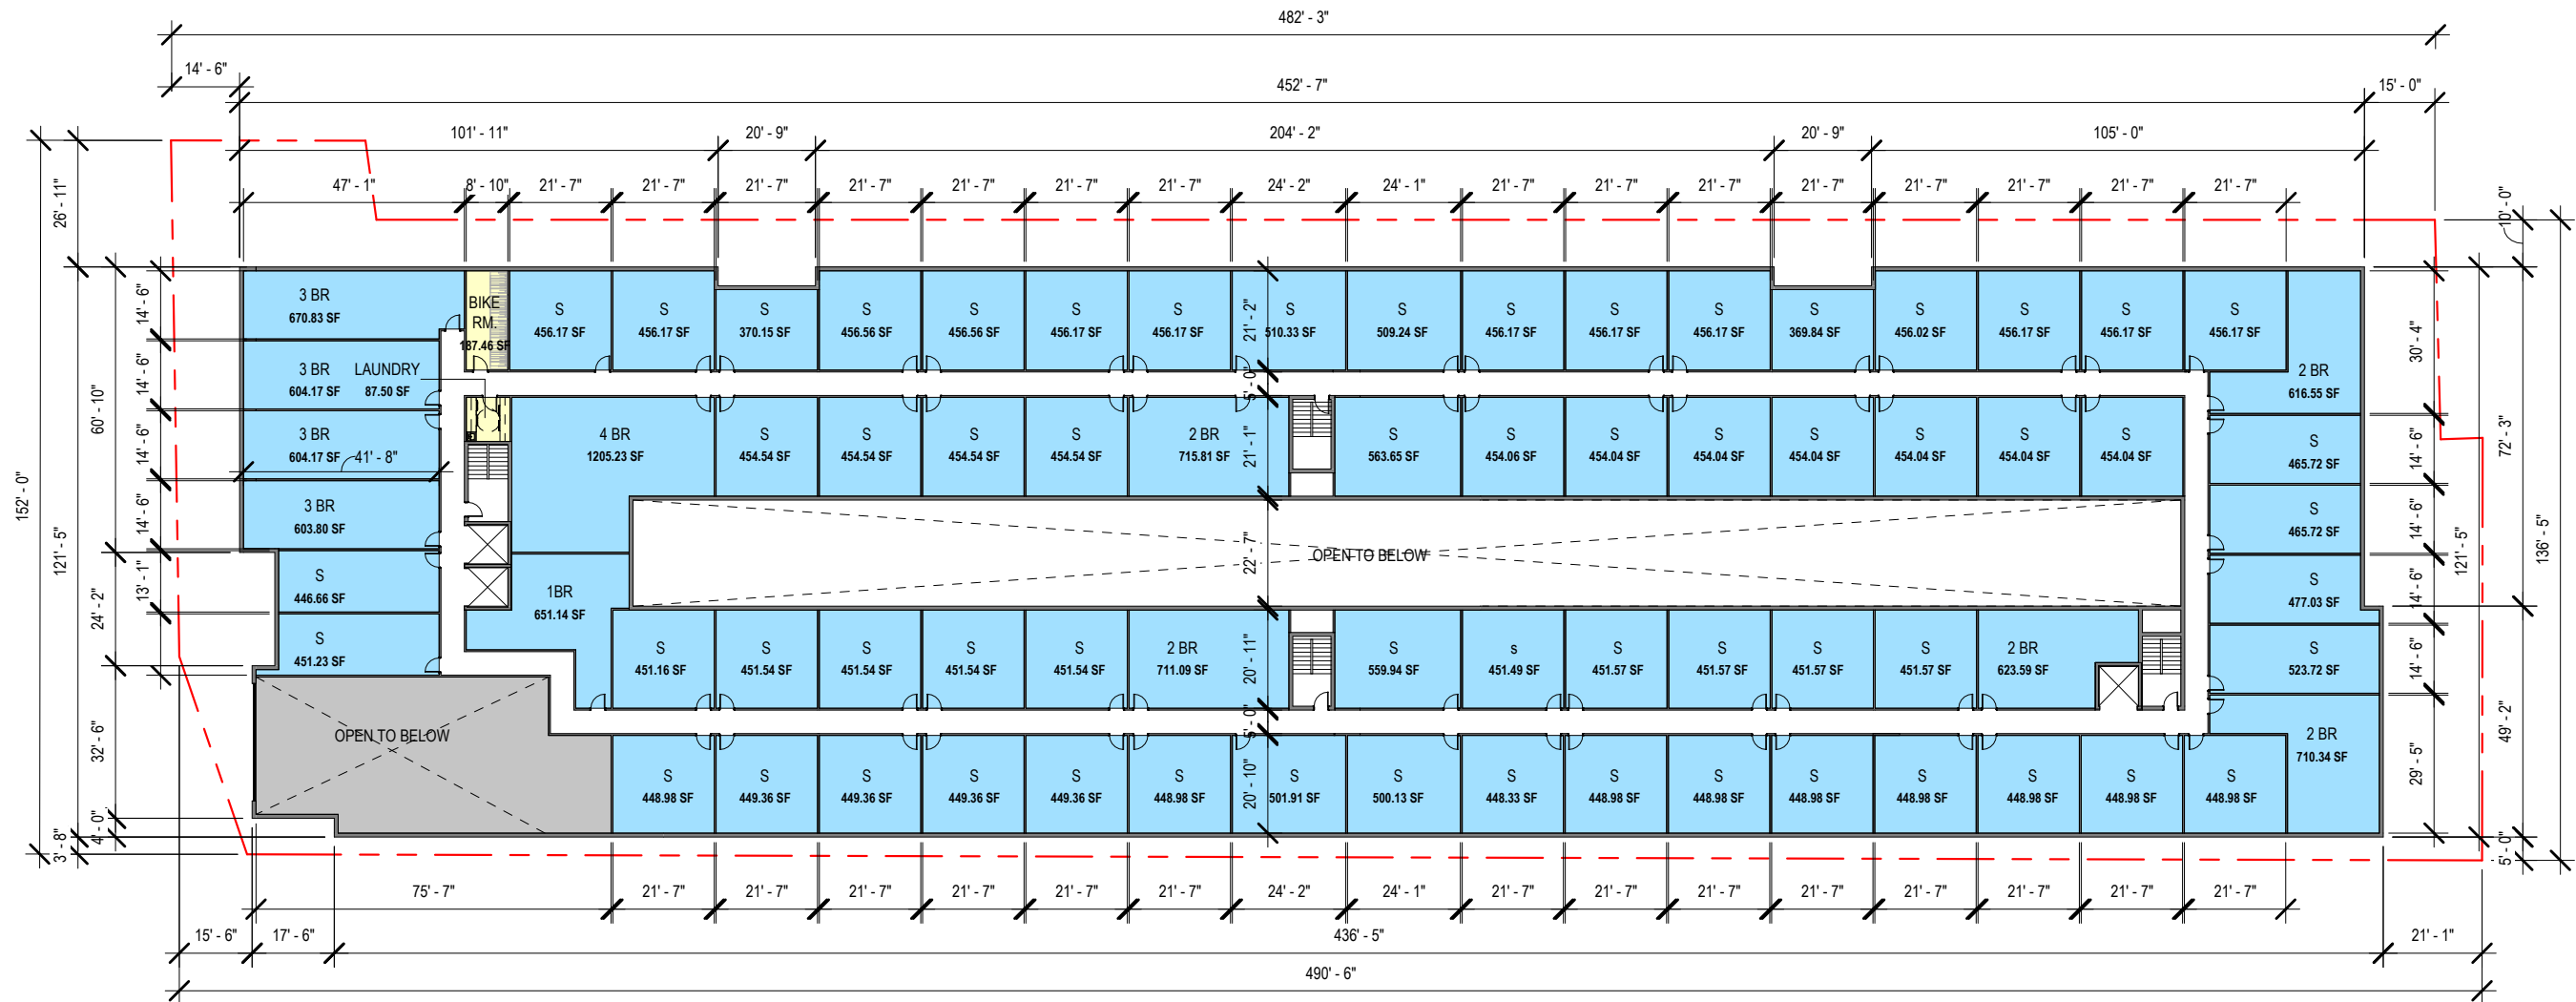 482' - 3"
14' - 6"
452' - 7"
15' - 0"
101' - 11"
20' - 9"
204' - 2"
20' - 9"
105' - 0"
47' - 1"
8' - 10"
21' - 7"
21' - 7"
21' - 7"
21' - 7"
21' - 7"
21' - 7"
21' - 7"
24' - 2"
24' - 1"
21' - 7"
21' - 7"
21' - 7"
21' - 7"
21' - 7"
21' - 7"
21' - 7"
21' - 7"
26' - 11"
10' - 0"
152' - 0"
121' - 5"
60' - 10"
24' - 2"
32' - 6"
4' - 0"
3' - 8"
14' - 6"
14' - 6"
14' - 6"
14' - 6"
13' - 1"
3 BR
670.83 SF
BIKE
RM.
187.46 SF
S
456.17 SF
S
456.17 SF
S
370.15 SF
S
456.56 SF
S
456.56 SF
S
456.17 SF
S
456.17 SF
S
510.33 SF
S
509.24 SF
S
456.17 SF
S
456.17 SF
S
456.17 SF
S
369.84 SF
S
456.02 SF
S
456.17 SF
S
456.17 SF
S
456.17 SF
21' - 2"
5' - 0"
21' - 1"
22' - 7"
20' - 11"
5' - 0"
20' - 10"
3 BR
604.17 SF
LAUNDRY
87.50 SF
2 BR
616.55 SF
3 BR
604.17 SF
41' - 8"
4 BR
1205.23 SF
S
454.54 SF
S
454.54 SF
S
454.54 SF
S
454.54 SF
2 BR
715.81 SF
S
563.65 SF
S
454.06 SF
S
454.04 SF
S
454.04 SF
S
454.04 SF
S
454.04 SF
S
454.04 SF
S
465.72 SF
3 BR
603.80 SF
S
465.72 SF
OPEN TO BELOW
S
446.66 SF
1BR
651.14 SF
S
477.03 SF
S
451.23 SF
S
451.16 SF
S
451.54 SF
S
451.54 SF
S
451.54 SF
S
451.54 SF
2 BR
711.09 SF
S
559.94 SF
s
451.49 SF
S
451.57 SF
S
451.57 SF
S
451.57 SF
S
451.57 SF
2 BR
623.59 SF
S
523.72 SF
OPEN TO BELOW
2 BR
710.34 SF
S
448.98 SF
S
449.36 SF
S
449.36 SF
S
449.36 SF
S
449.36 SF
S
448.98 SF
S
501.91 SF
S
500.13 SF
S
448.33 SF
S
448.98 SF
S
448.98 SF
S
448.98 SF
S
448.98 SF
S
448.98 SF
S
448.98 SF
S
448.98 SF
30' - 4"
14' - 6"
14' - 6"
14' - 6"
14' - 6"
29' - 5"
121' - 5"
72' - 3"
49' - 2"
5' - 0"
136' - 5"
75' - 7"
21' - 7"
21' - 7"
21' - 7"
21' - 7"
21' - 7"
21' - 7"
24' - 2"
24' - 1"
21' - 7"
21' - 7"
21' - 7"
21' - 7"
21' - 7"
21' - 7"
21' - 7"
21' - 7"
15' - 6"
17' - 6"
436' - 5"
21' - 1"
490' - 6"